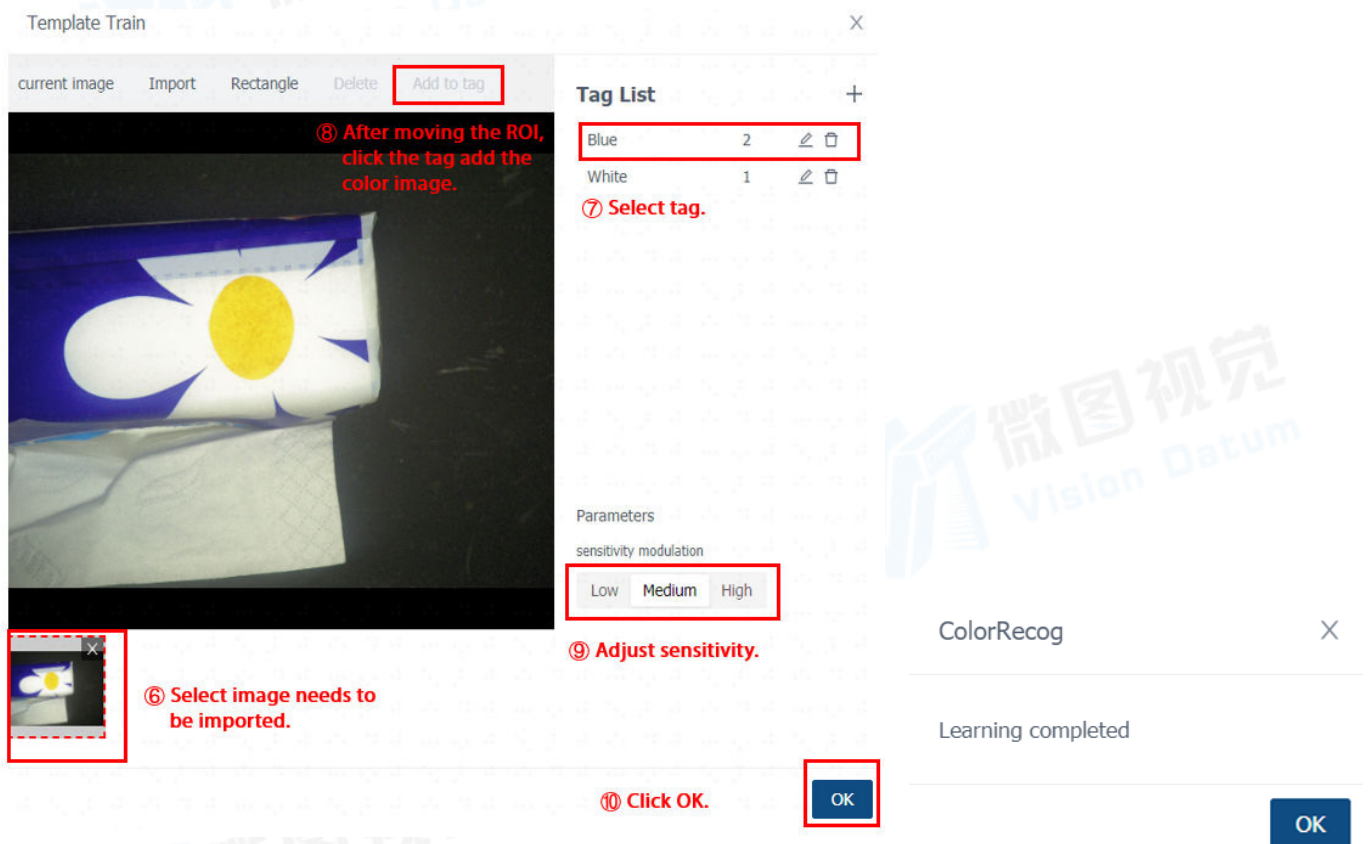 Template Train
current image Import Rectangle Delete Add to tag
Tag List
⑧ After moving the ROI,
click the tag add the
color image.
Blue 2
White 1
⑦ Select tag.
Parameters
sensitivity modulation
Low Medium High
⑨ Adjust sensitivity.
⑥ Select image needs to
be imported.
⑩ Click OK.
OK
微图视觉
Vision Datum
ColorRecog
Learning completed
OK